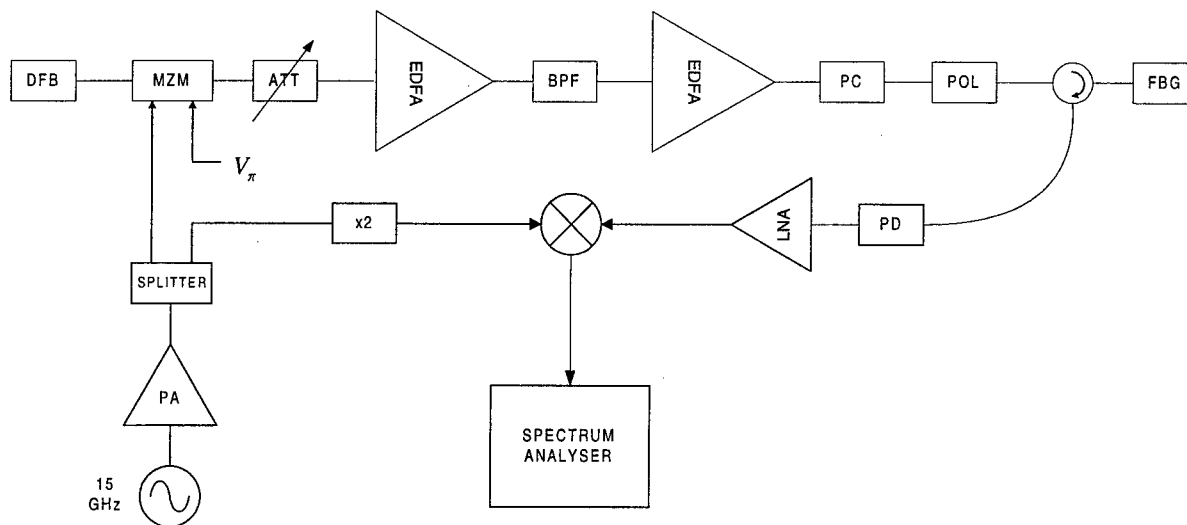 DFB
MZM
ATT
EDFA
BPF
EDFA
PC
POL
FBG
Vπ
x2
LNA
PD
SPLITTER
PA
SPECTRUM
ANALYSER
15
GHz